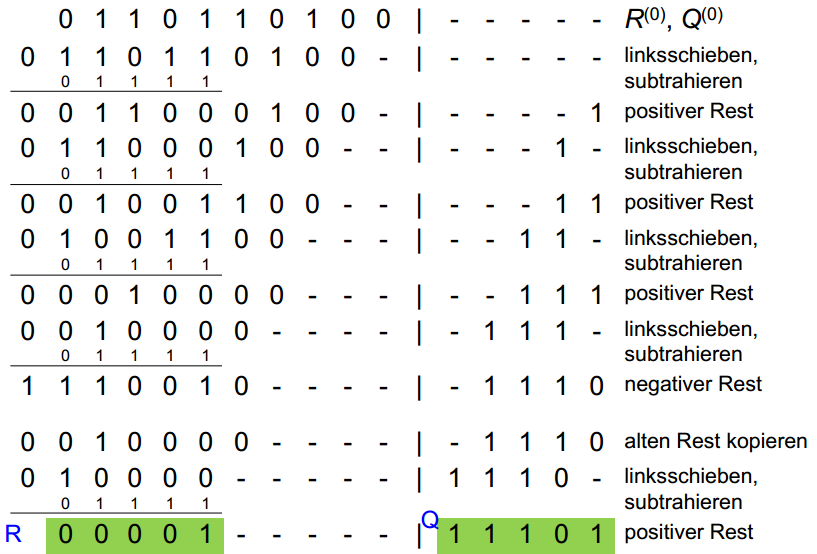 0 1 1 0 1 1 0 1 0 0 | - - - - - R(0), Q(0)
0 1 1 0 1 1 0 1 0 0 - | - - - - - linksschieben,
0 1 1 1 1 subtrahieren
0 0 1 1 0 0 0 1 0 0 - | - - - - 1 positiver Rest
0 1 1 0 0 0 1 0 0 - - | - - - 1 - linksschieben,
0 1 1 1 1 subtrahieren
0 0 1 0 0 1 1 0 0 - - | - - - 1 1 positiver Rest
0 1 0 0 1 1 0 0 - - - | - - 1 1 - linksschieben,
0 1 1 1 1 subtrahieren
0 0 0 1 0 0 0 0 - - - | - - 1 1 1 positiver Rest
0 0 1 0 0 0 0 - - - - | - 1 1 1 - linksschieben,
0 1 1 1 1 subtrahieren
1 1 1 0 0 1 0 - - - - | - 1 1 1 0 negativer Rest
0 0 1 0 0 0 0 - - - - | - 1 1 1 0 alten Rest kopieren
0 1 0 0 0 0 - - - - - | 1 1 1 0 - linksschieben,
0 1 1 1 1 subtrahieren
R 0 0 0 0 1 - - - - - | Q 1 1 1 0 1 positiver Rest